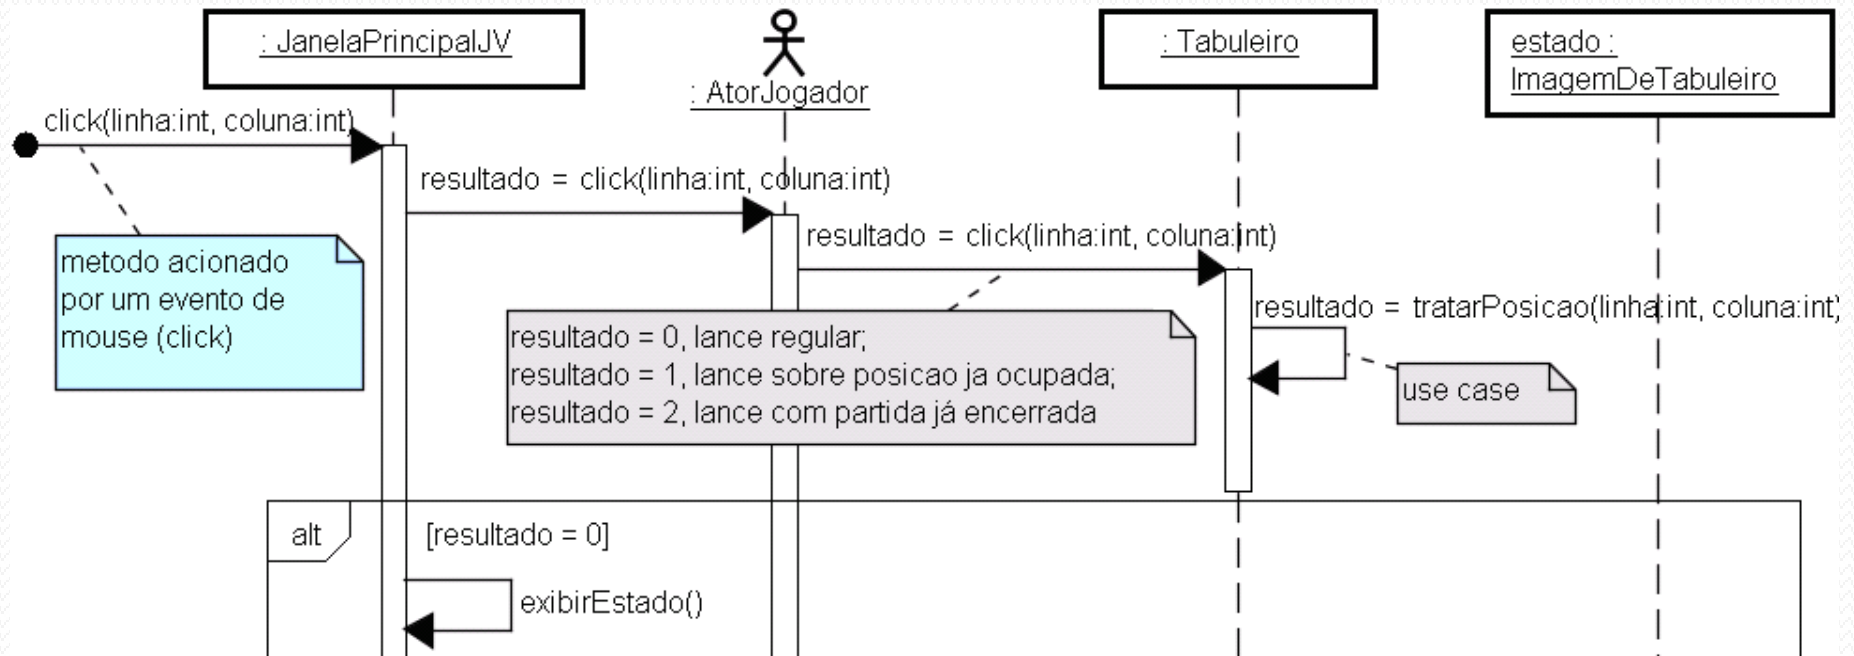 : JanelaPrincipalJV
: AtorJogador
: Tabuleiro
estado :
ImagemDeTabuleiro
click(linha:int, coluna:int)
resultado = click(linha:int, coluna:int)
resultado = click(linha:int, coluna:int)
metodo acionado
por um evento de
mouse (click)
resultado = tratarPosicao(linha:int, coluna:int)
resultado = 0, lance regular;
resultado = 1, lance sobre posicao ja ocupada;
resultado = 2, lance com partida já encerrada
use case
alt
[resultado = 0]
exibirEstado()